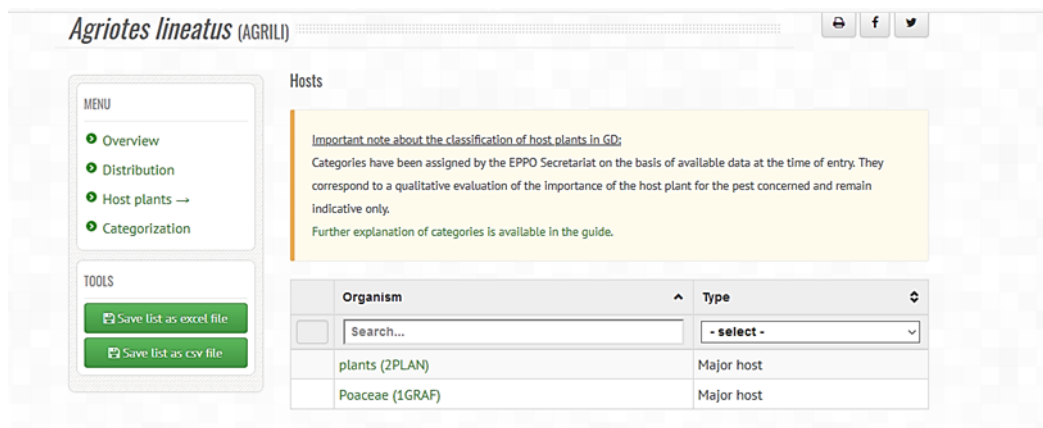 Agriotes lineatus (AGRILI)
MENU
Overview
Distribution
Host plants →
Categorization
TOOLS
Save list as excel file
Save list as csv file
Hosts
Important note about the classification of host plants in GD:
Categories have been assigned by the EPPO Secretariat on the basis of available data at the time of entry. They
correspond to a qualitative evaluation of the importance of the host plant for the pest concerned and remain
indicative only.
Further explanation of categories is available in the guide.
Organism Type
Search... - select -
plants (2PLAN) Major host
Poaceae (1GRAF) Major host